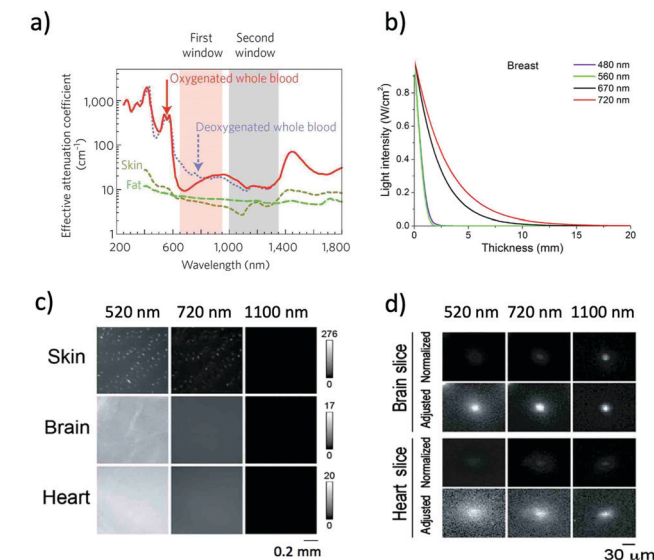 a)
First
window
Second
window
Oxygenated whole blood
Deoxygenated whole blood
Skin
Fat
Effective attenuation coefficient
(cm⁻¹)
1,000
100
10
1
200
600
1,000
1,400
1,800
Wavelength (nm)
b)
Breast
480 nm
560 nm
670 nm
720 nm
Light intensity (W/cm²)
0.8
0.6
0.4
0.2
0.0
0
5
10
15
20
Thickness (mm)
c)
520 nm 720 nm 1100 nm
Skin
276
0
Brain
17
0
Heart
20
0
0.2 mm
d)
520 nm 720 nm 1100 nm
Brain slice
Normalized
Adjusted
Heart slice
Normalized
Adjusted
30 µm